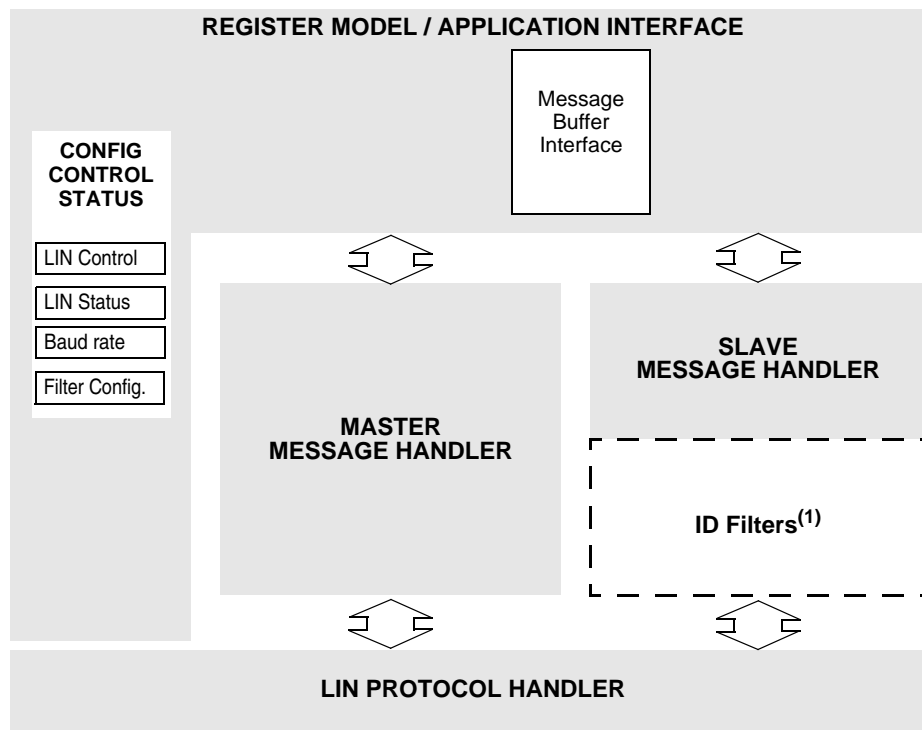 REGISTER MODEL / APPLICATION INTERFACE
Message
Buffer
Interface
CONFIG
CONTROL
STATUS
LIN Control
LIN Status
Baud rate
Filter Config.
MASTER
MESSAGE HANDLER
SLAVE
MESSAGE HANDLER
ID Filters(1)
LIN PROTOCOL HANDLER